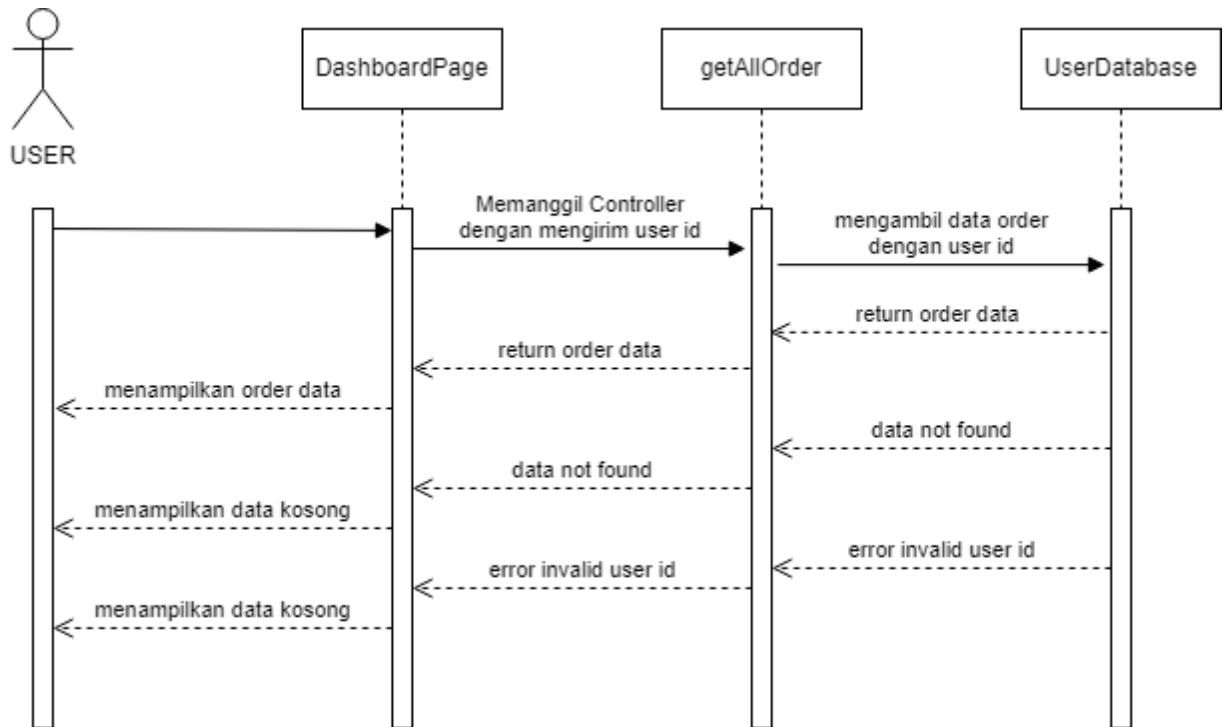 DashboardPage
getAllOrder
UserDatabase
USER
Memanggil Controller
dengan mengirim user id
mengambil data order
dengan user id
return order data
return order data
menampilkan order data
data not found
data not found
menampilkan data kosong
error invalid user id
error invalid user id
menampilkan data kosong